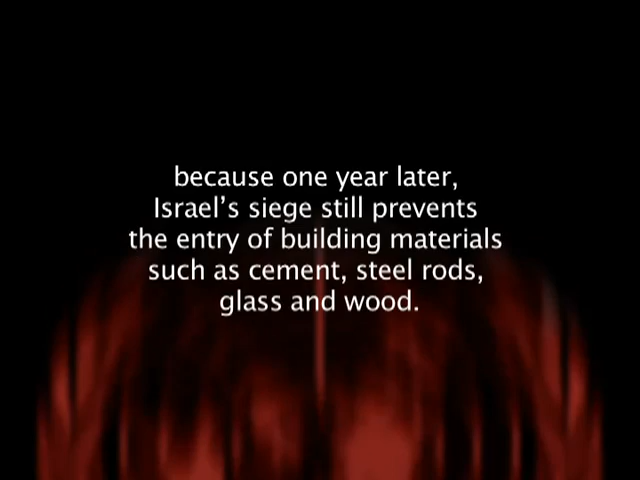 because one year later,
Israel’s siege still prevents
the entry of building materials
such as cement, steel rods,
glass and wood.